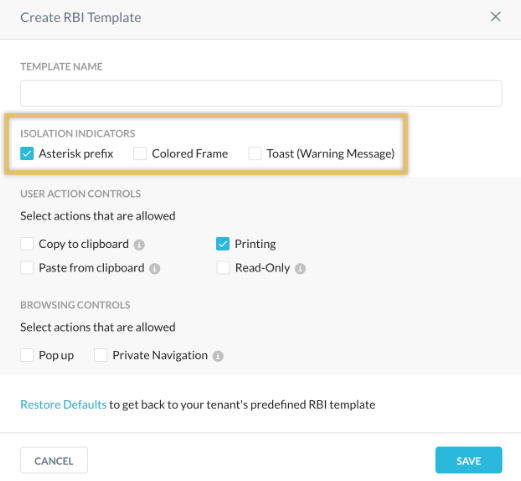 Create RBI Template
TEMPLATE NAME
ISOLATION INDICATORS
Asterisk prefix Colored Frame Toast (Warning Message)
USER ACTION CONTROLS
Select actions that are allowed
Copy to clipboard Printing
Paste from clipboard Read-Only
BROWSING CONTROLS
Select actions that are allowed
Pop up Private Navigation
Restore Defaults to get back to your tenant's predefined RBI template
CANCEL SAVE